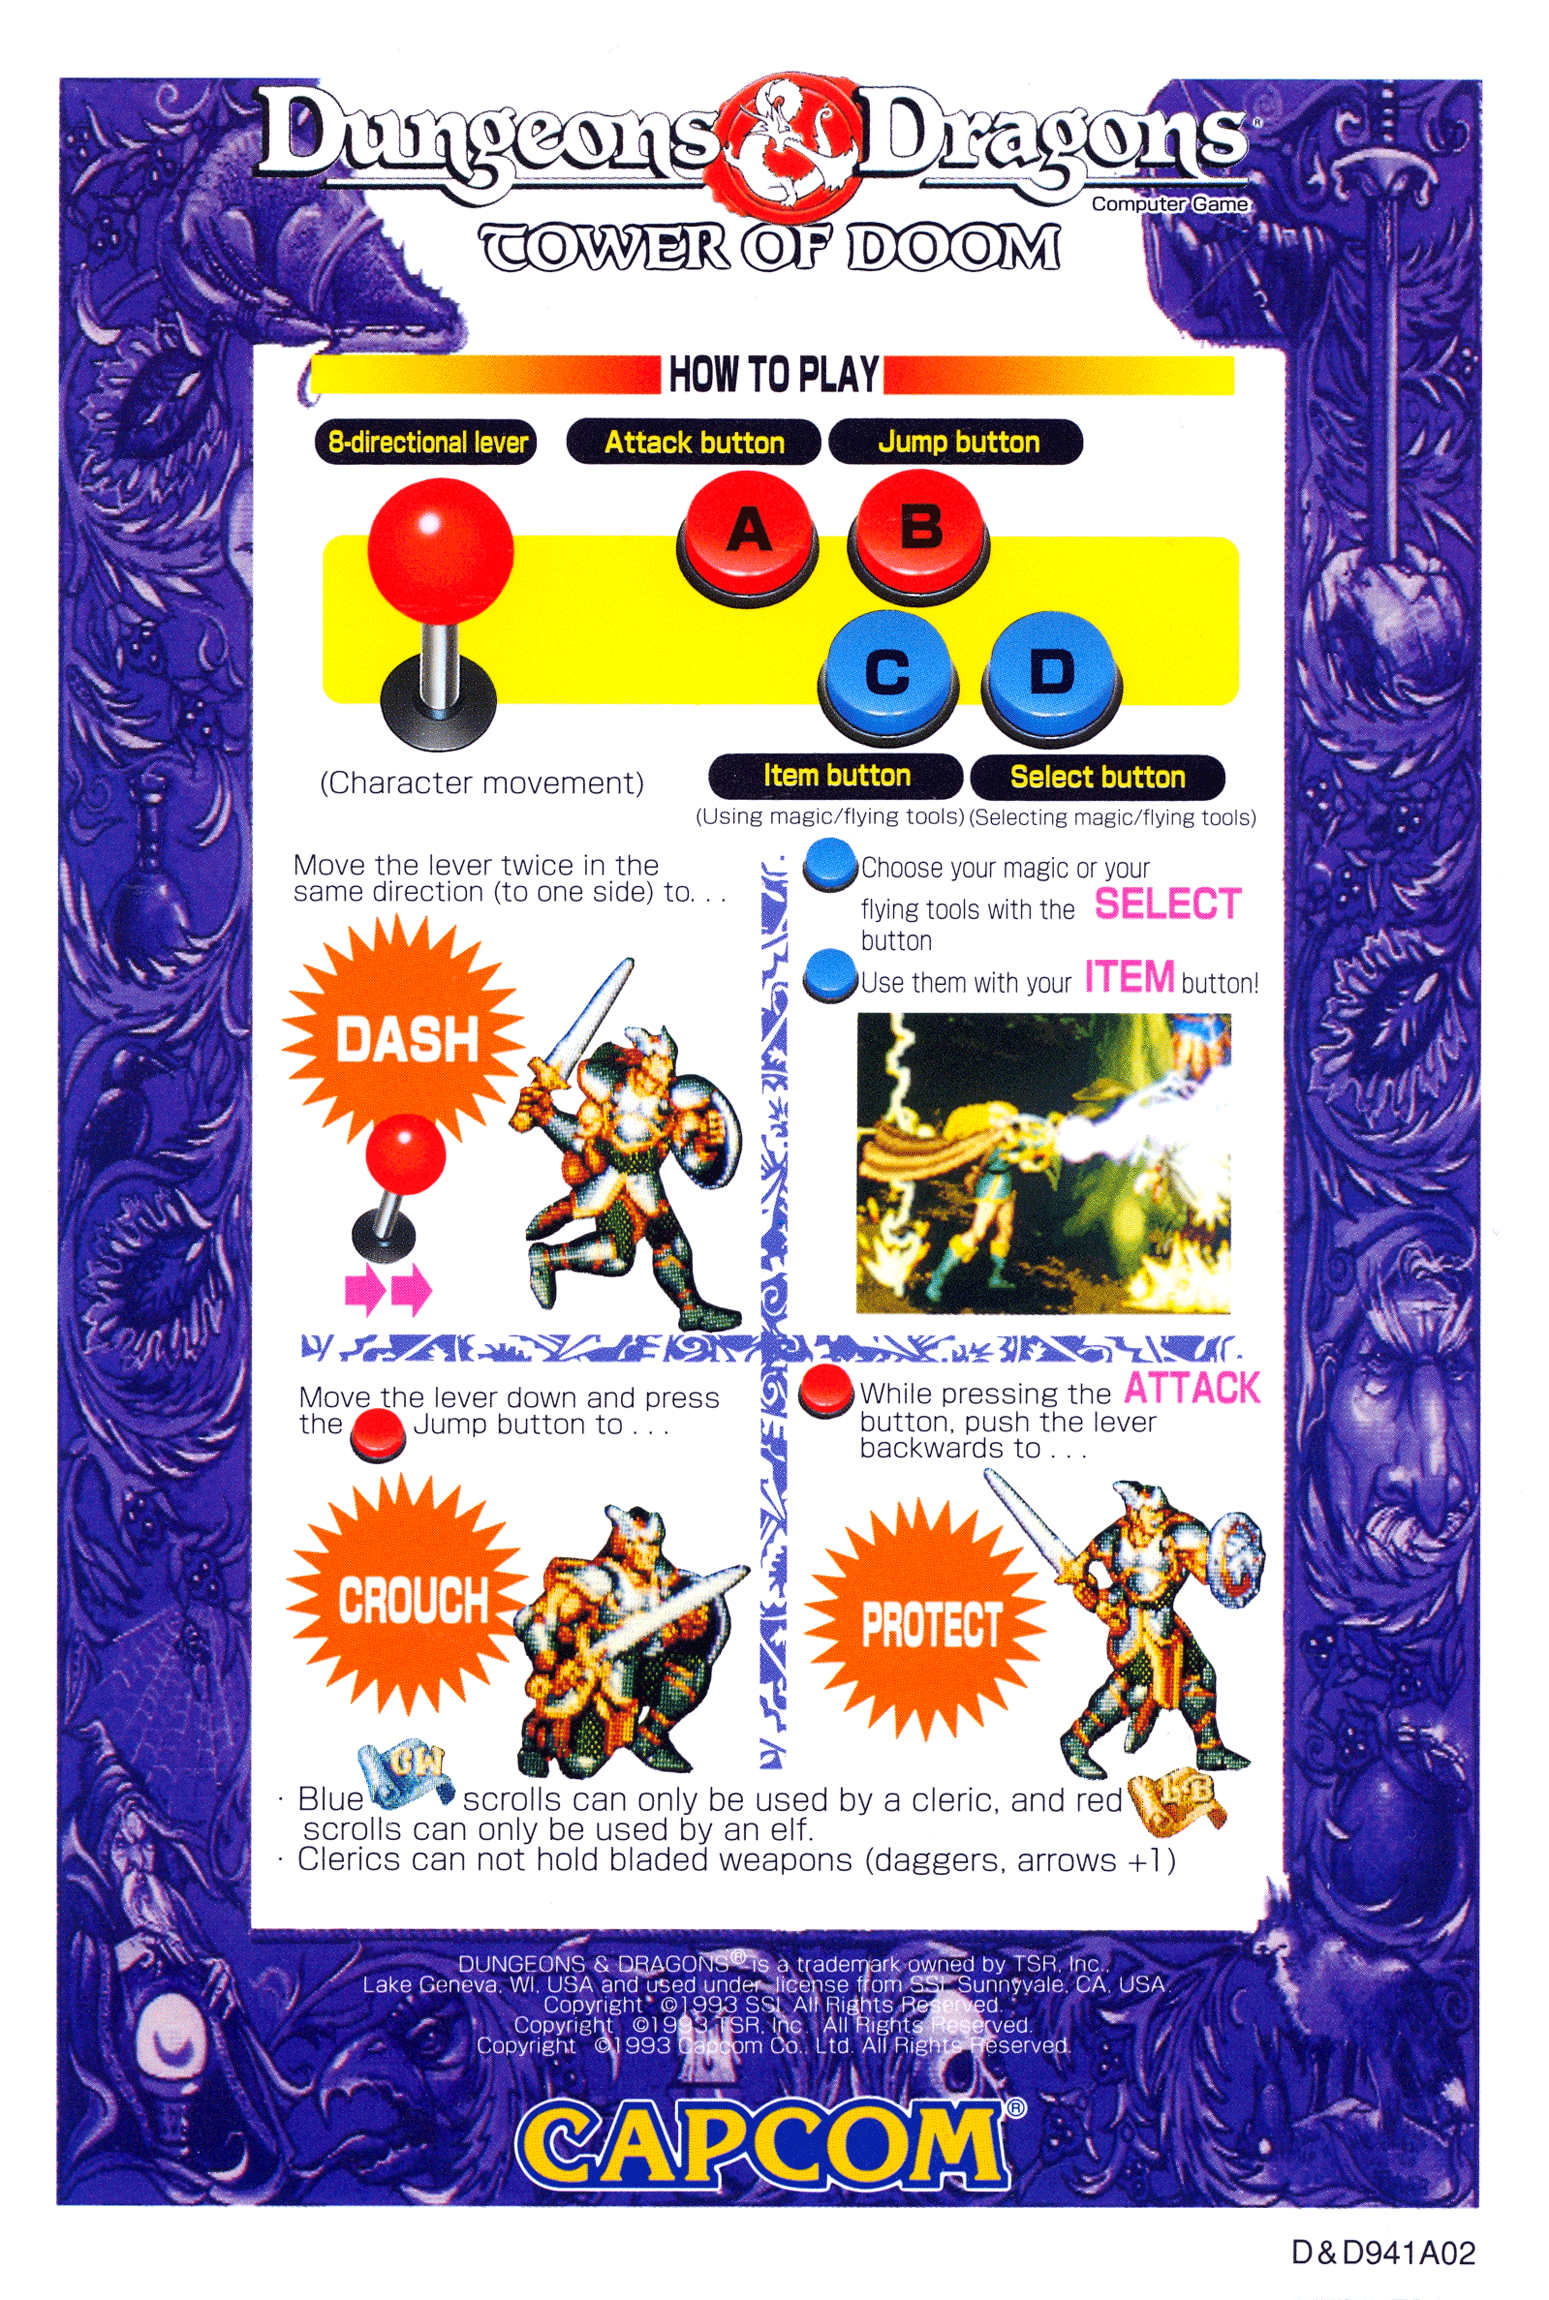 Dungeons & Dragons®
Computer Game
TOWER OF DOOM
HOW TO PLAY
8-directional lever
Attack button
Jump button
A
B
C
D
(Character movement)
Item button
Select button
(Using magic/flying tools)
(Selecting magic/flying tools)
Move the lever twice in the
same direction (to one side) to. . .
DASH
Choose your magic or your
flying tools with the SELECT
button
Use them with your ITEM button!
Move the lever down and press
the Jump button to . . .
CROUCH
While pressing the ATTACK
button, push the lever
backwards to . . .
PROTECT
· Blue CW scrolls can only be used by a cleric, and red LB
scrolls can only be used by an elf.
· Clerics can not hold bladed weapons (daggers, arrows +1)
DUNGEONS & DRAGONS® is a trademark owned by TSR, Inc.,
Lake Geneva, WI, USA and used under license from SSI, Sunnyvale, CA, USA.
Copyright ©1993 SSI. All Rights Reserved.
Copyright ©1993 TSR, Inc. All Rights Reserved.
Copyright ©1993 Capcom Co., Ltd. All Rights Reserved.
CAPCOM®
D&D941A02